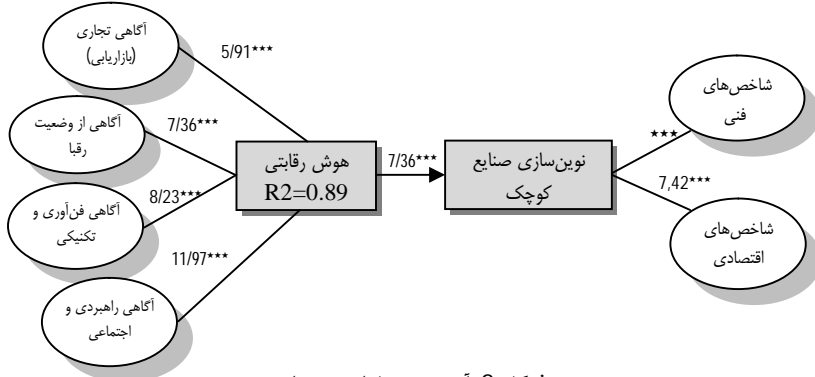 آگاهی تجاری
(بازاریابی)
5/91***
آگاهی از وضعیت
رقبا
7/36***
آگاهی فن‌آوری و
تکنیکی
8/23***
آگاهی راهبردی و
اجتماعی
11/97***
هوش رقابتی
R2=0.89
7/36***
نوین‌سازی صنایع
کوچک
شاخص‌های
فنی
***
7,42***
شاخص‌های
اقتصادی